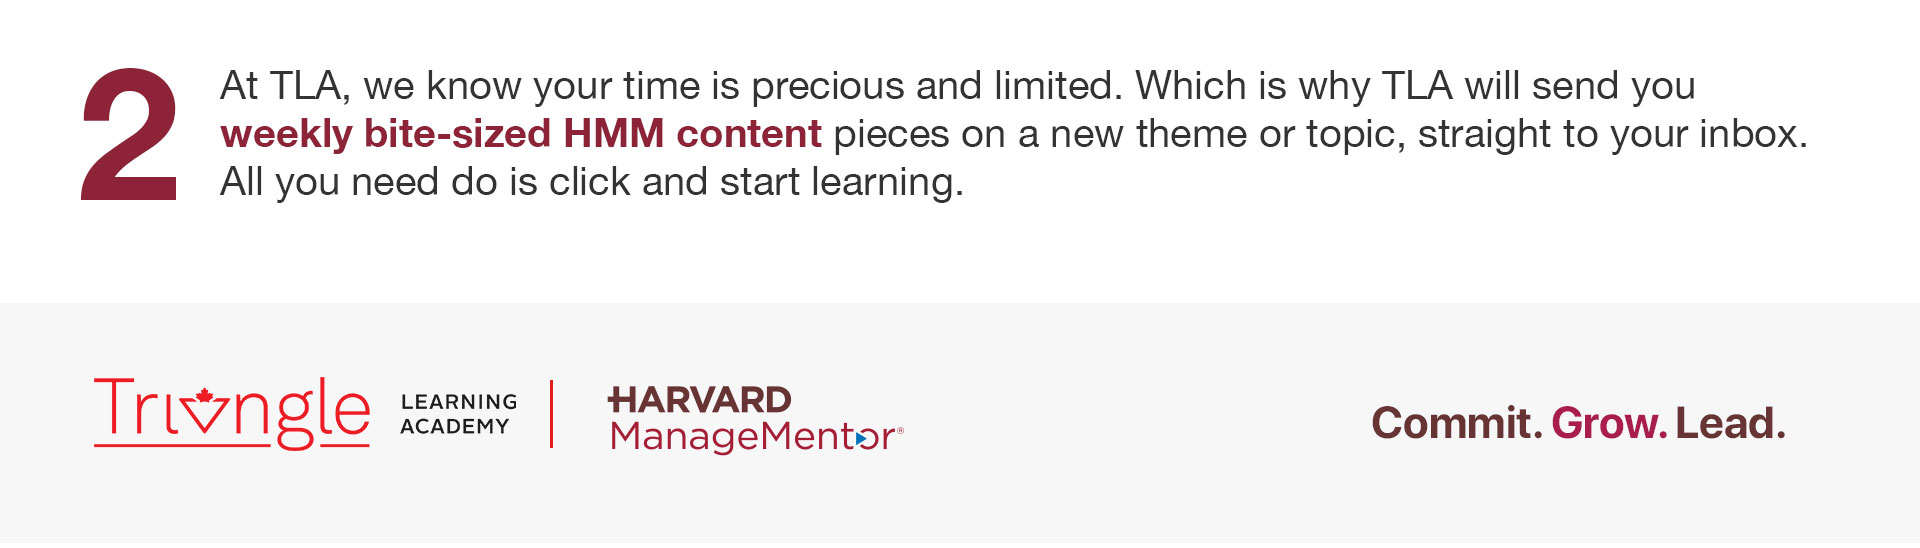 2
At TLA, we know your time is precious and limited. Which is why TLA will send you
weekly bite-sized HMM content pieces on a new theme or topic, straight to your inbox.
All you need do is click and start learning.
Triangle LEARNING
ACADEMY
HARVARD
ManageMentor®
Commit. Grow. Lead.